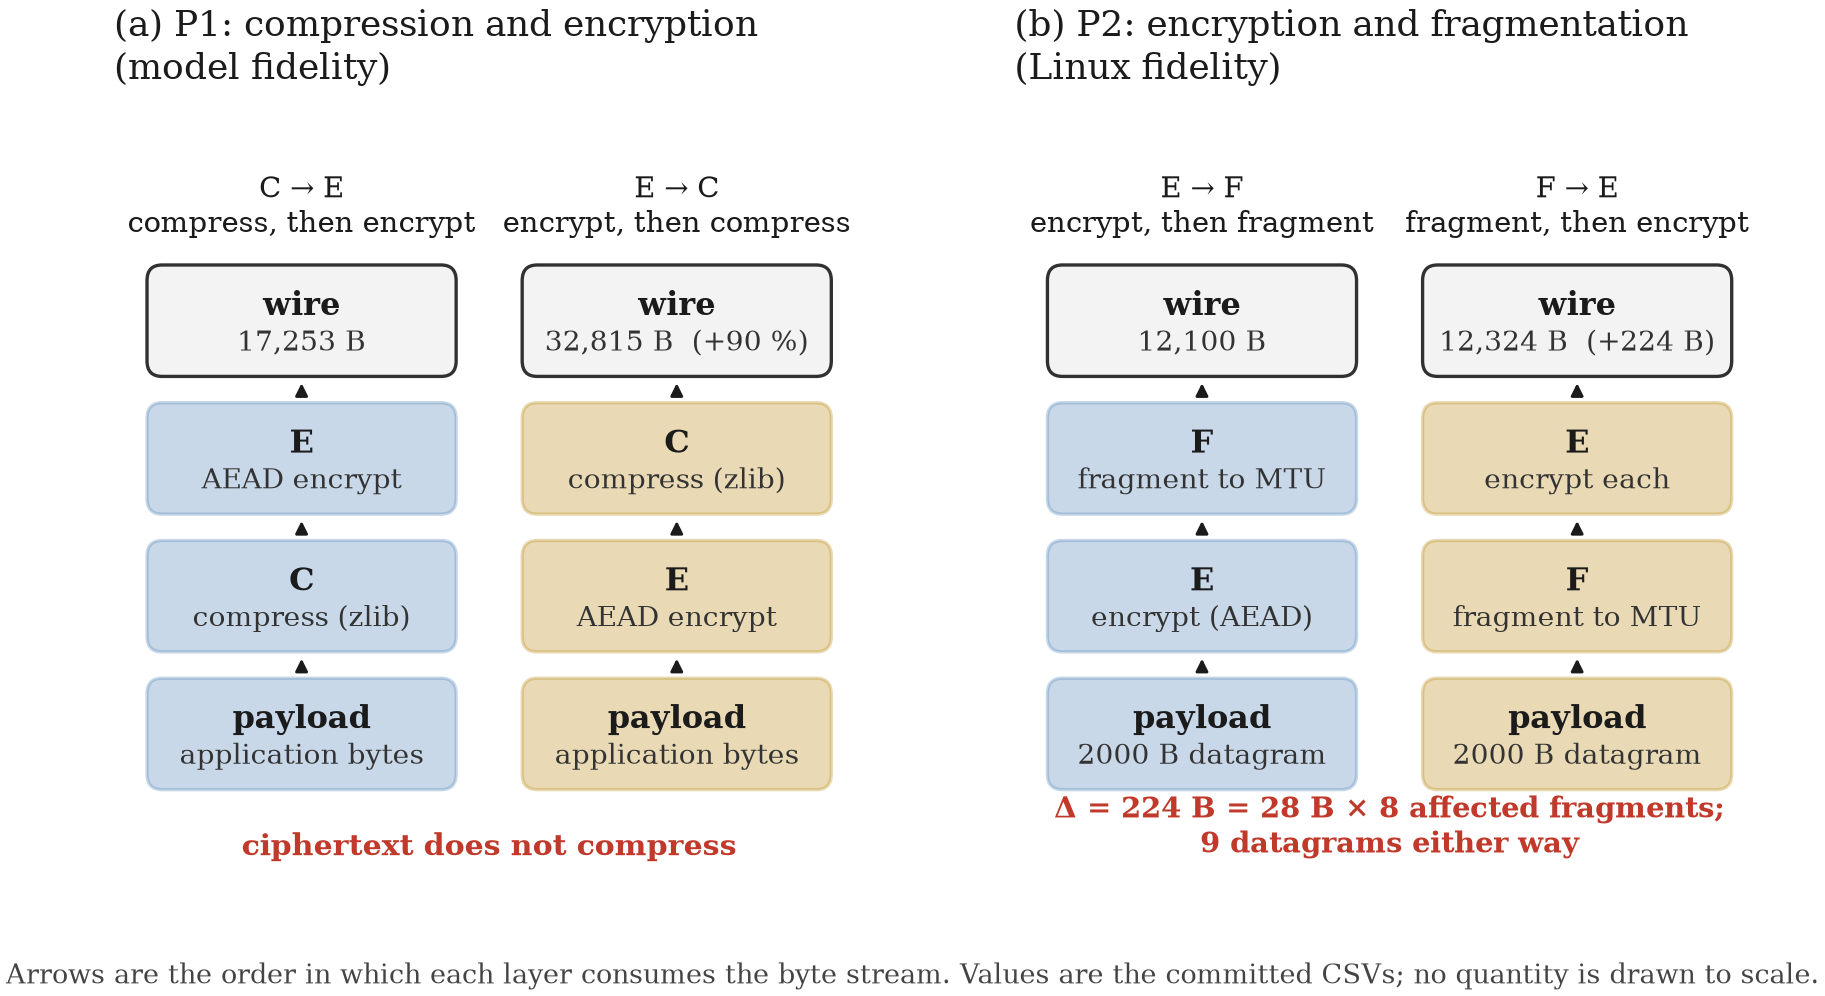 (a) P1: compression and encryption
(model fidelity)
C → E
compress, then encrypt
E → C
encrypt, then compress
wire
17,253 B
wire
32,815 B (+90 %)
E
AEAD encrypt
C
compress (zlib)
C
compress (zlib)
E
AEAD encrypt
payload
application bytes
payload
application bytes
ciphertext does not compress
(b) P2: encryption and fragmentation
(Linux fidelity)
E → F
encrypt, then fragment
F → E
fragment, then encrypt
wire
12,100 B
wire
12,324 B (+224 B)
F
fragment to MTU
E
encrypt each
E
encrypt (AEAD)
F
fragment to MTU
payload
2000 B datagram
payload
2000 B datagram
Δ = 224 B = 28 B × 8 affected fragments;
9 datagrams either way
Arrows are the order in which each layer consumes the byte stream. Values are the committed CSVs; no quantity is drawn to scale.